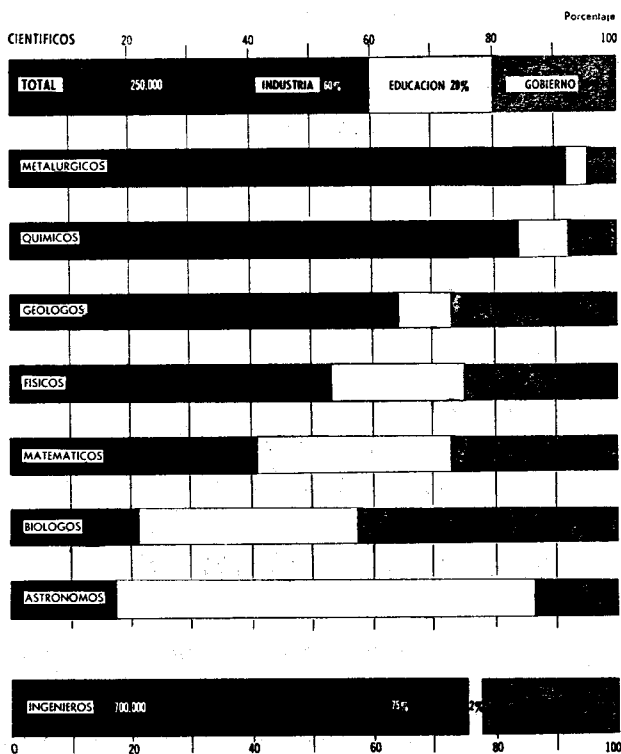 Porcentaje
CIENTIFICOS 20 40 60 80 100
TOTAL 250.000 INDUSTRIA 60% EDUCACION 20% GOBIERNO
METALURGICOS
QUIMICOS
GEOLOGOS
FISICOS
MATEMATICOS
BIOLOGOS
ASTRONOMOS
INGENIEROS 700.000 75% 2%
0 20 40 60 80 100